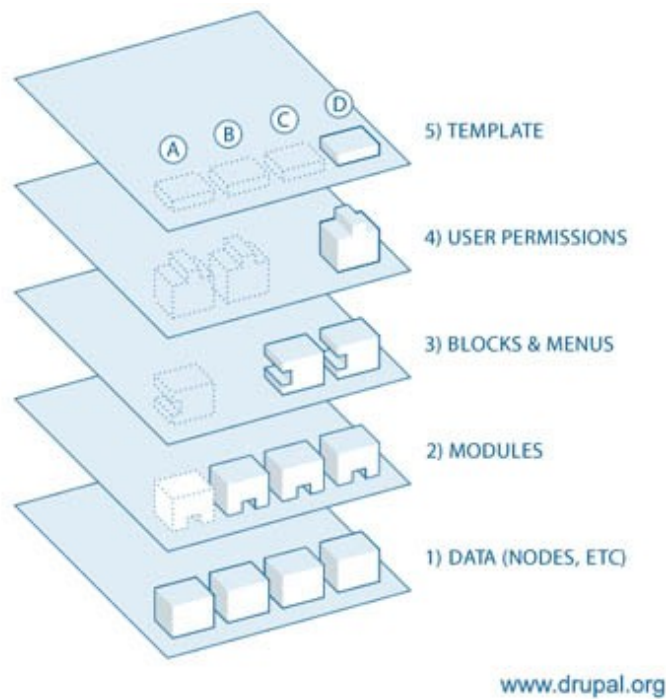 A
B
C
D
5) TEMPLATE
4) USER PERMISSIONS
3) BLOCKS & MENUS
2) MODULES
1) DATA (NODES, ETC)
www.drupal.org